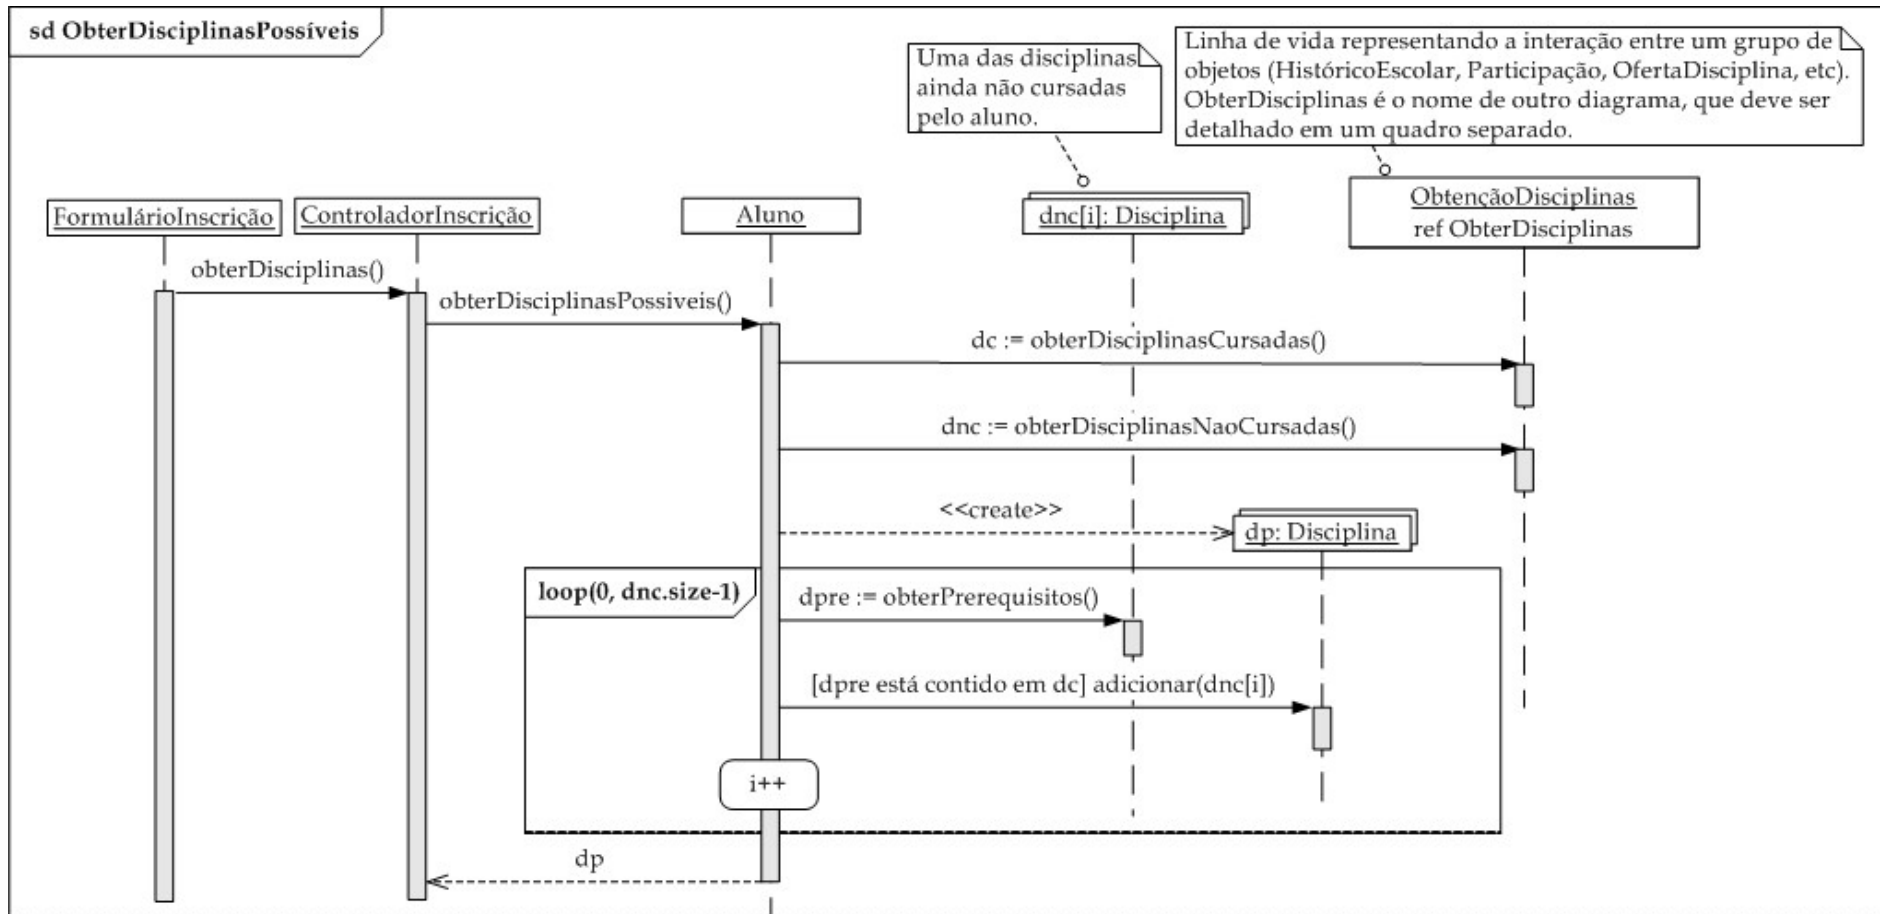 sd ObterDisciplinasPossíveis
Uma das disciplinas
ainda não cursadas
pelo aluno.
Linha de vida representando a interação entre um grupo de
objetos (HistóricoEscolar, Participação, OfertaDisciplina, etc).
ObterDisciplinas é o nome de outro diagrama, que deve ser
detalhado em um quadro separado.
FormulárioInscrição
ControladorInscrição
Aluno
dnc[i]: Disciplina
ObtençãoDisciplinas
ref ObterDisciplinas
obterDisciplinas()
obterDisciplinasPossiveis()
dc := obterDisciplinasCursadas()
dnc := obterDisciplinasNaoCursadas()
<<create>>
dp: Disciplina
loop(0, dnc.size-1)
dpre := obterPrerequisitos()
[dpre está contido em dc] adicionar(dnc[i])
i++
dp